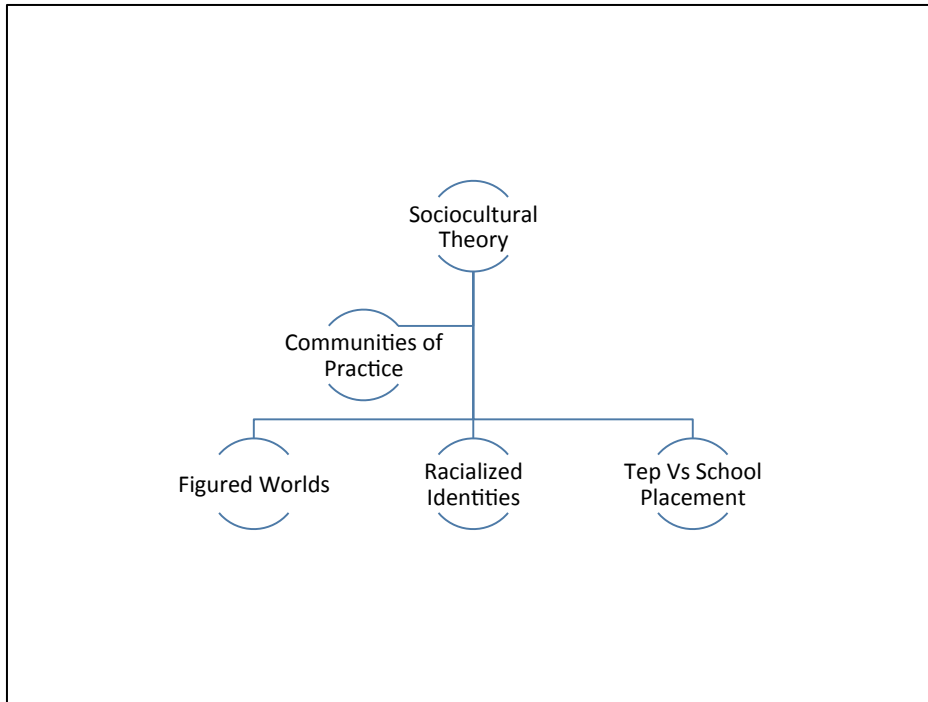 Sociocultural
Theory
Communities of
Practice
Figured Worlds
Racialized
Identities
Tep Vs School
Placement